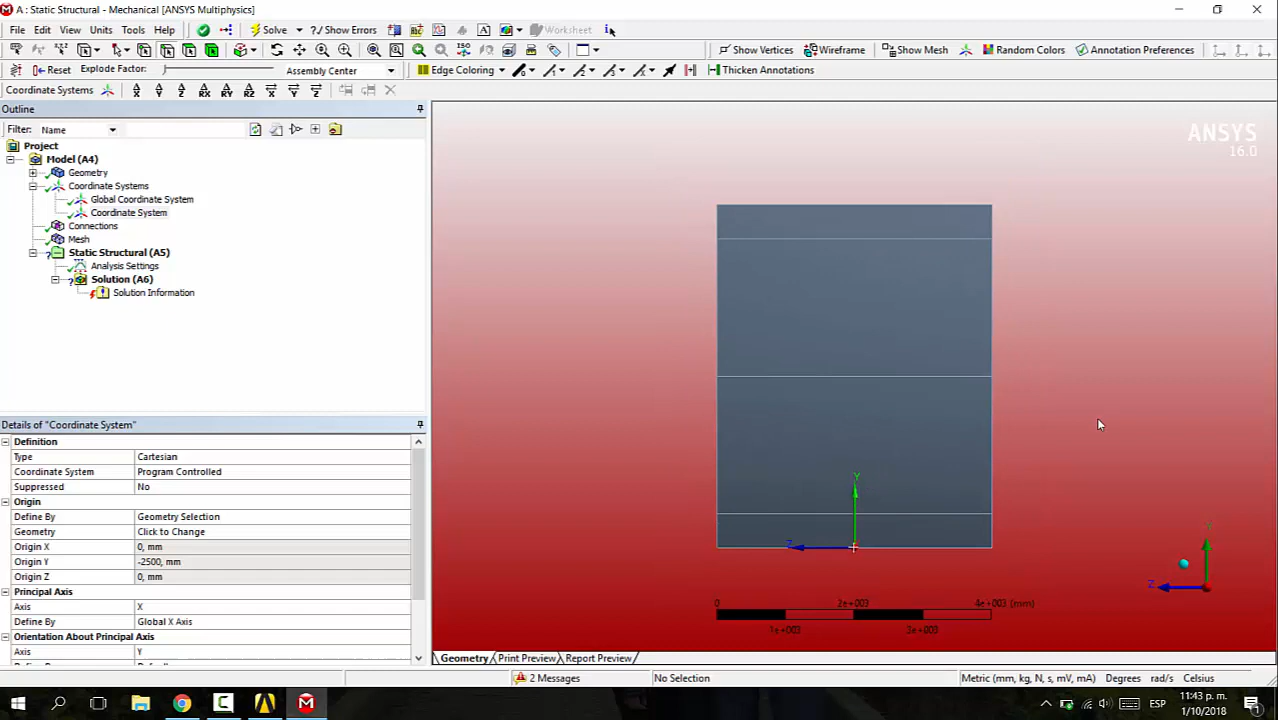 A : Static Structural - Mechanical [ANSYS Multiphysics]
File Edit View Units Tools Help Solve ?/ Show Errors Worksheet
Show Vertices Wireframe Show Mesh Random Colors Annotation Preferences
Reset Explode Factor: Assembly Center Edge Coloring Thicken Annotations
Coordinate Systems X Y Z RX RY RZ X Y Z
Outline
Filter: Name
Project
Model (A4)
Geometry
Coordinate Systems
Global Coordinate System
Coordinate System
Connections
Mesh
Static Structural (A5)
Analysis Settings
Solution (A6)
Solution Information
Details of "Coordinate System"
Definition
Type Cartesian
Coordinate System Program Controlled
Suppressed No
Origin
Define By Geometry Selection
Geometry Click to Change
Origin X 0, mm
Origin Y -2500, mm
Origin Z 0, mm
Principal Axis
Axis X
Define By Global X Axis
Orientation About Principal Axis
Axis Y
ANSYS
16.0
Y
Z
Y
Z
0 2e+003 4e+003 (mm)
1e+003 3e+003
Geometry Print Preview Report Preview
2 Messages No Selection Metric (mm, kg, N, s, mV, mA) Degrees rad/s Celsius
ESP
11:43 p. m.
1/10/2018